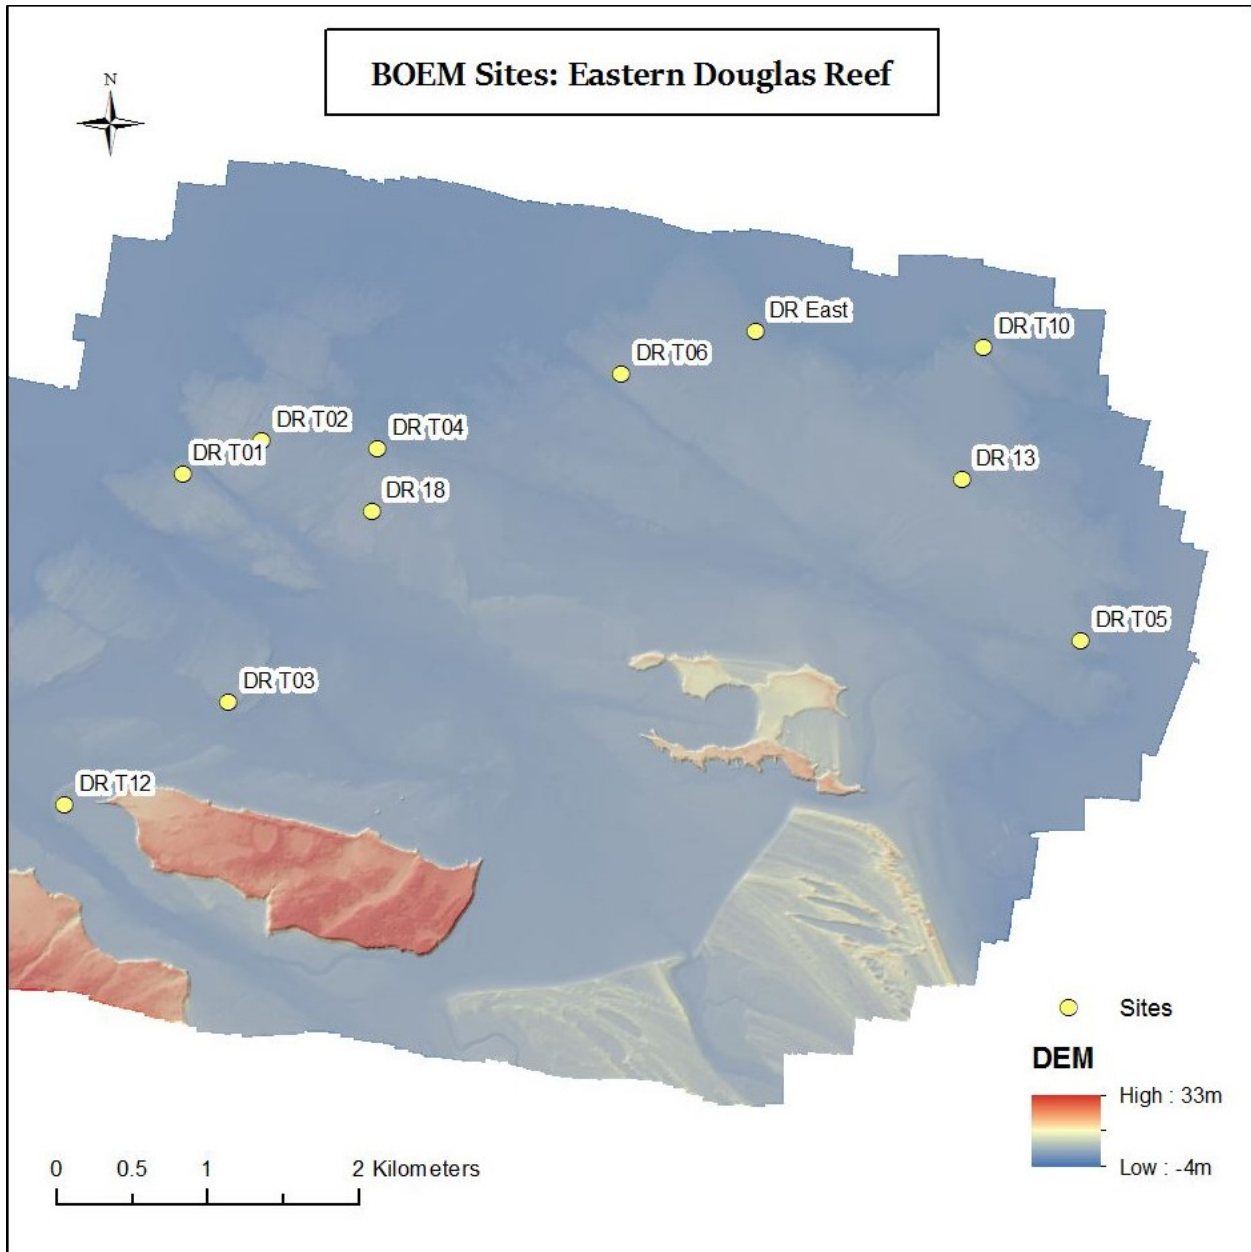 BOEM Sites: Eastern Douglas Reef
N
DR East
DR T10
DR T06
DR T02
DR T04
DR T01
DR 13
DR 18
DR T05
DR T03
DR T12
Sites
DEM
High : 33m
Low : -4m
0 0.5 1 2 Kilometers